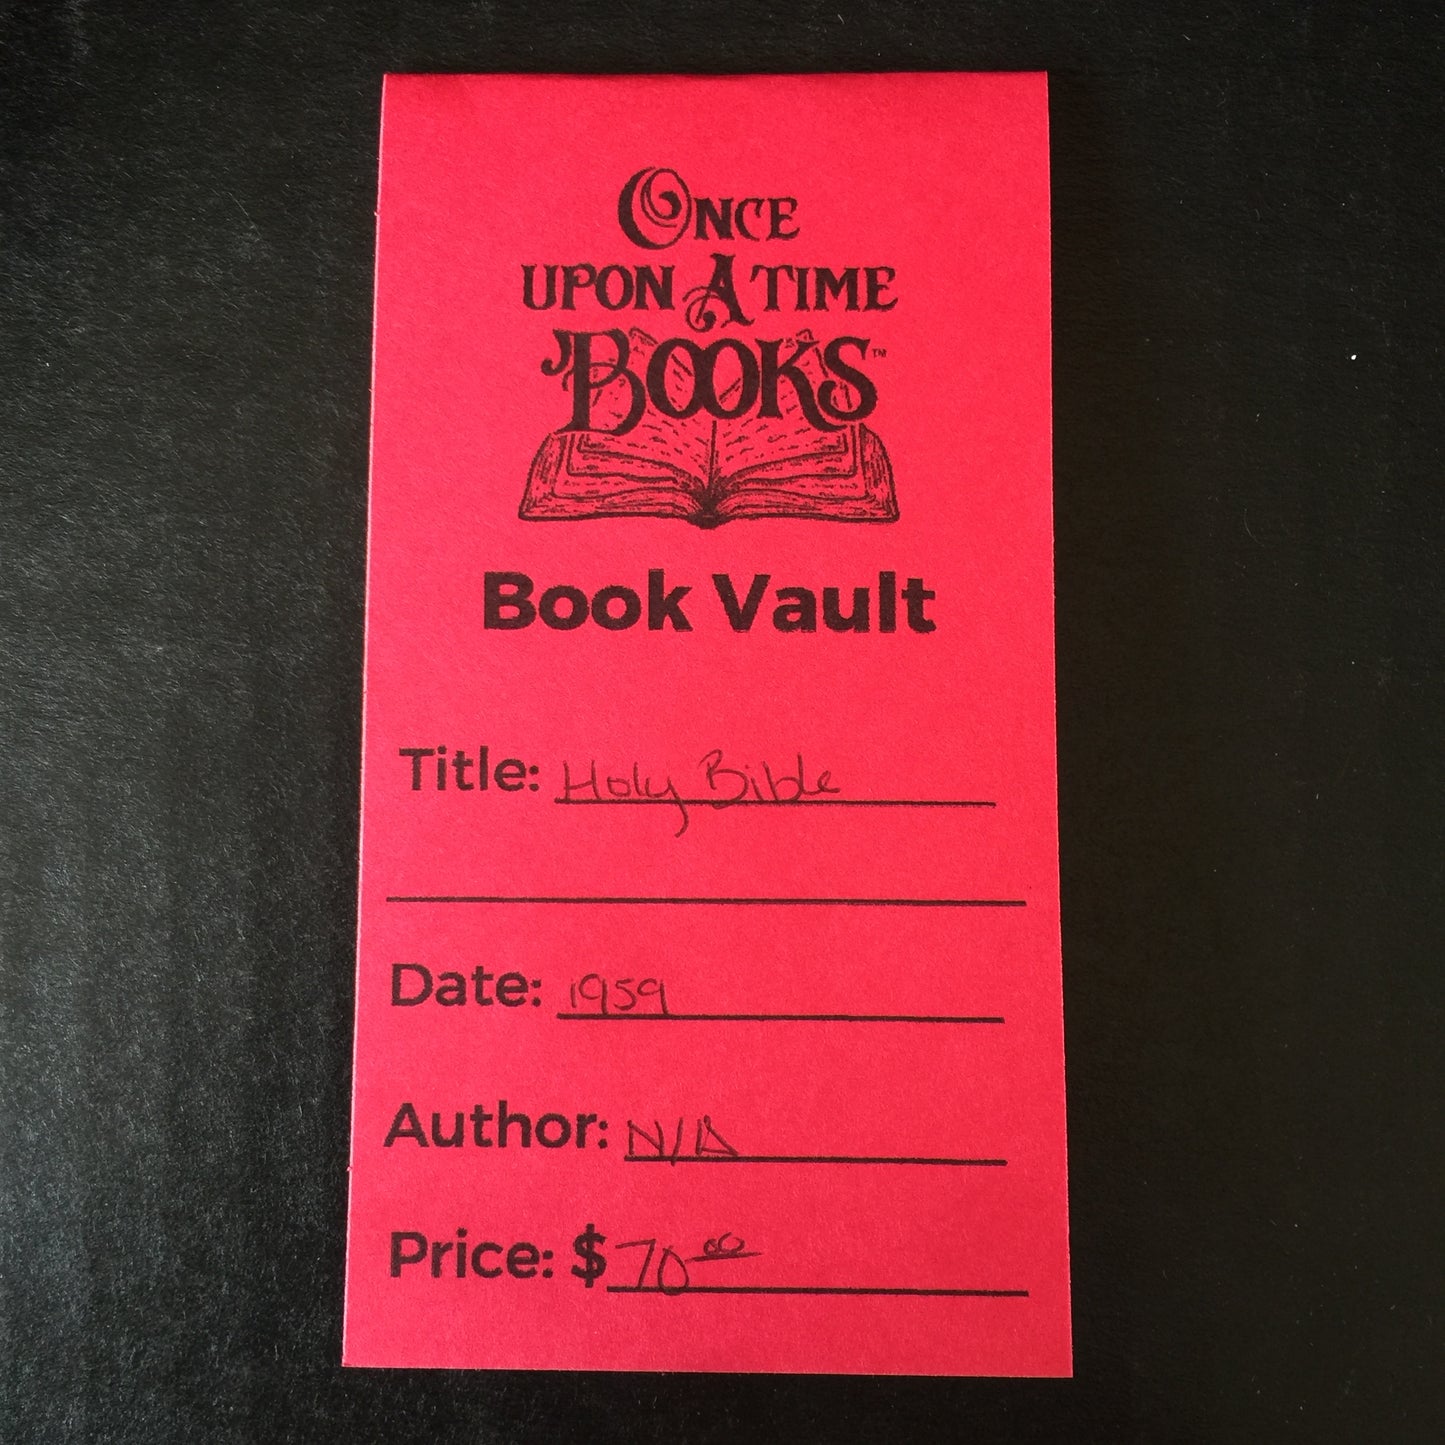 ONCE
UPON A TIME
BOOKS™
Book Vault
Title: Holy Bible
Date: 1959
Author: N/A
Price: $70.00